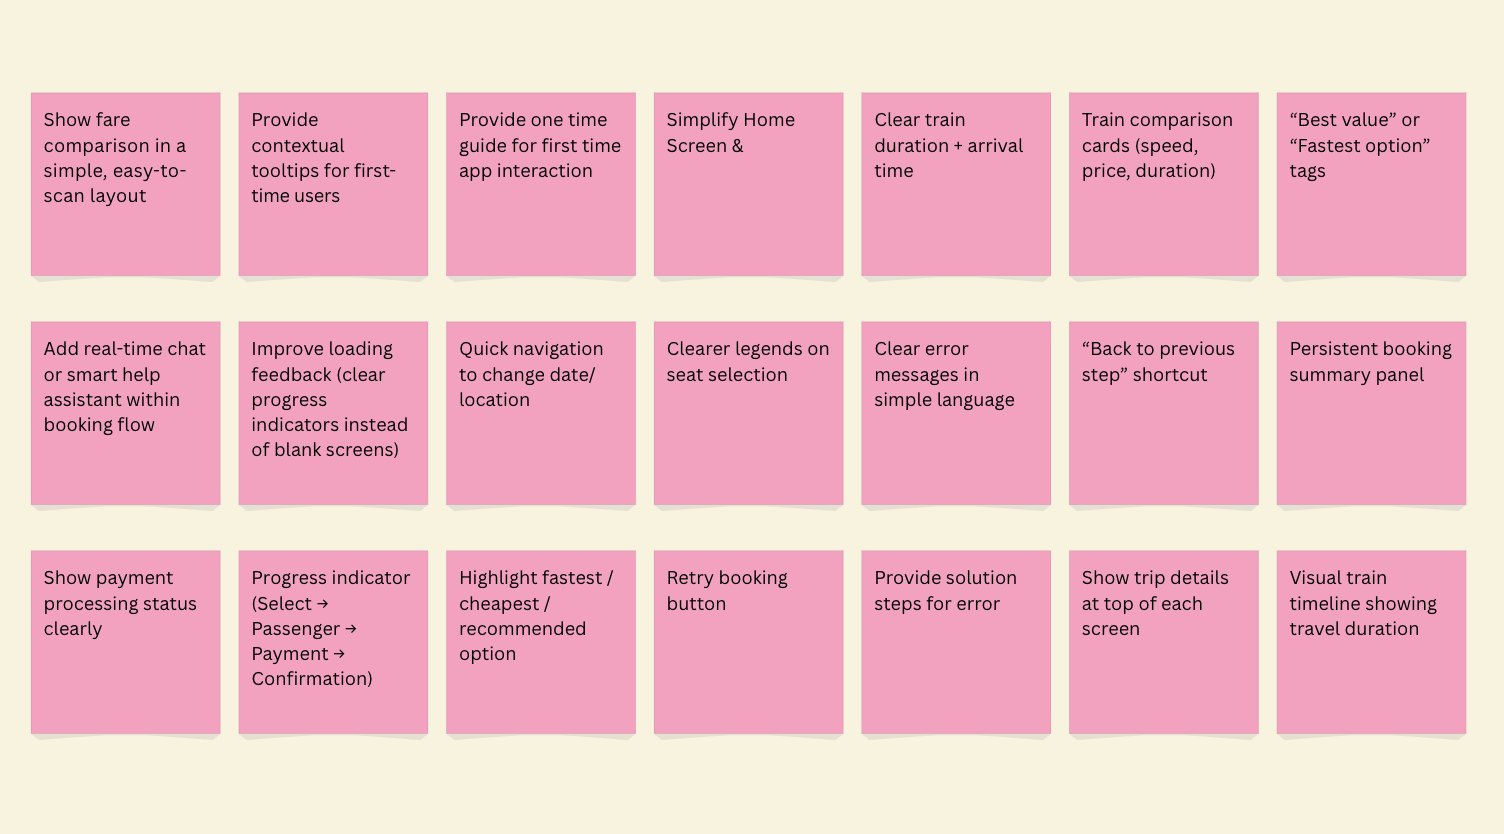 Show fare
comparison in a
simple, easy-to-
scan layout
Provide
contextual
tooltips for first-
time users
Provide one time
guide for first time
app interaction
Simplify Home
Screen &
Clear train
duration + arrival
time
Train comparison
cards (speed,
price, duration)
“Best value” or
“Fastest option”
tags
Add real-time chat
or smart help
assistant within
booking flow
Improve loading
feedback (clear
progress
indicators instead
of blank screens)
Quick navigation
to change date/
location
Clearer legends on
seat selection
Clear error
messages in
simple language
“Back to previous
step” shortcut
Persistent booking
summary panel
Show payment
processing status
clearly
Progress indicator
(Select →
Passenger →
Payment →
Confirmation)
Highlight fastest /
cheapest /
recommended
option
Retry booking
button
Provide solution
steps for error
Show trip details
at top of each
screen
Visual train
timeline showing
travel duration